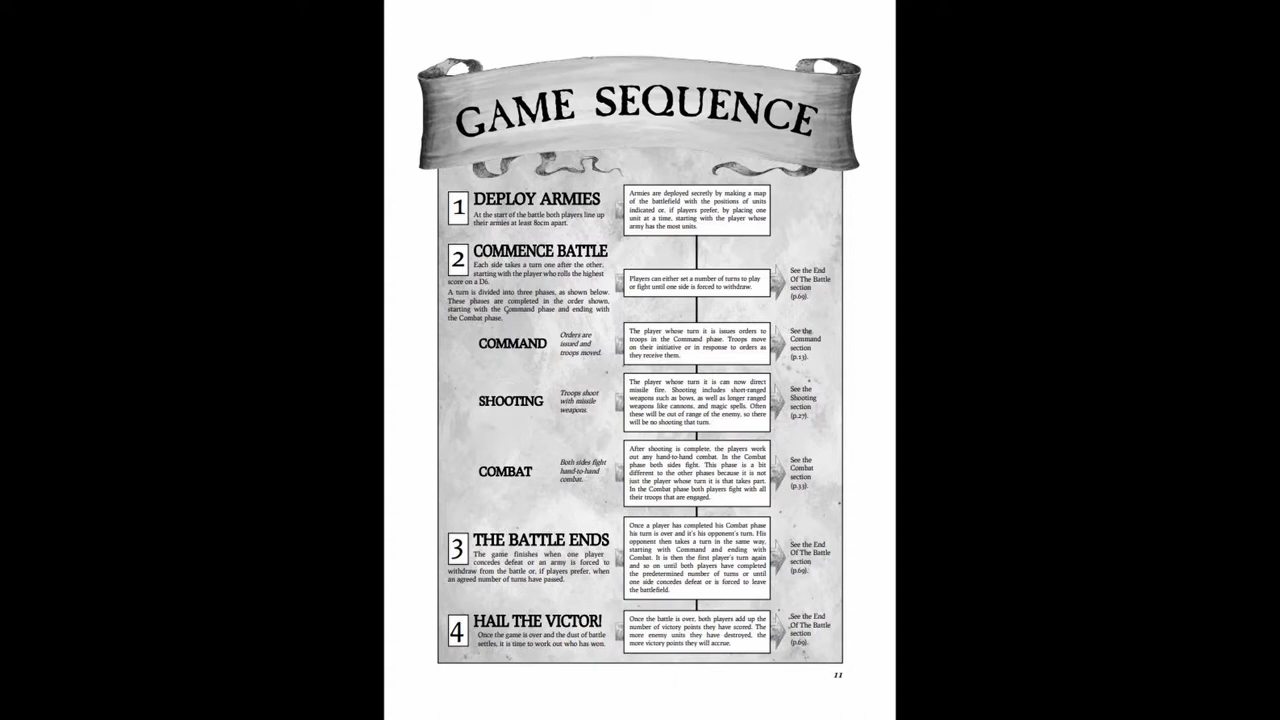 GAME SEQUENCE
1
DEPLOY ARMIES
At the start of the battle both players line up
their armies at least 80cm apart.
Armies are deployed secretly by making a map
of the battlefield with the positions of units
indicated or, if players prefer, by placing one
unit at a time, starting with the player whose
army has the most units.
2
COMMENCE BATTLE
Each side takes a turn one after the other,
starting with the player who rolls the highest
score on a D6.
A turn is divided into three phases, as shown below.
These phases are completed in the order shown,
starting with the Command phase and ending with
the Combat phase.
Players can either set a number of turns to play
or fight until one side is forced to withdraw.
See the End
Of The Battle
section
(p.69).
COMMAND
Orders are
issued and
troops moved.
The player whose turn it is issues orders to
troops in the Command phase. Troops move
on their initiative or in response to orders as
they receive them.
See the
Command
section
(p.13).
SHOOTING
Troops shoot
with missile
weapons.
The player whose turn it is can now direct
missile fire. Shooting includes short-ranged
weapons such as bows, as well as longer ranged
weapons like cannons, and magic spells. Often
these will be out of range of the enemy, so there
will be no shooting that turn.
See the
Shooting
section
(p.27).
COMBAT
Both sides fight
hand-to-hand
combat.
After shooting is complete, the players work
out any hand-to-hand combat. In the Combat
phase both sides fight. This phase is a bit
different to the other phases because it is not
just the player whose turn it is that takes part.
In the Combat phase both players fight with all
their troops that are engaged.
See the
Combat
section
(p.33).
3
THE BATTLE ENDS
The game finishes when one player
concedes defeat or an army is forced to
withdraw from the battle or, if players prefer, when
an agreed number of turns have passed.
Once a player has completed his Combat phase
his turn is over and it's his opponent's turn. His
opponent then takes a turn in the same way,
starting with Command and ending with
Combat. It is then the first player's turn again
and so on until both players have completed
the predetermined number of turns or until
one side concedes defeat or is forced to leave
the battlefield.
See the End
Of The Battle
section
(p.69).
4
HAIL THE VICTOR!
Once the game is over and the dust of battle
settles, it is time to work out who has won.
Once the battle is over, both players add up the
number of victory points they have scored. The
more enemy units they have destroyed, the
more victory points they will accrue.
See the End
Of The Battle
section
(p.69).
11